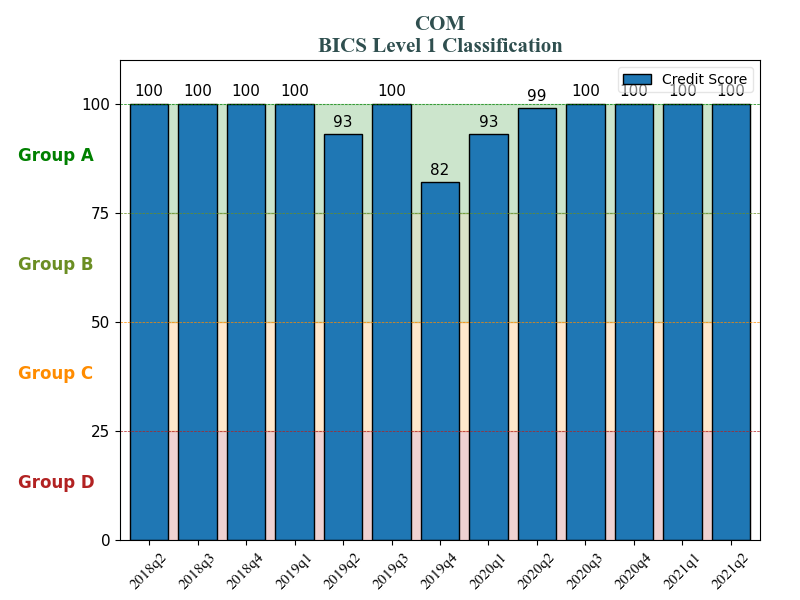 COM
BICS Level 1 Classification
Credit Score
100 100 100 100 93 100 82 93 99 100 100 100 100
100
Group A
75
Group B
50
Group C
25
Group D
0
2018q2 2018q3 2018q4 2019q1 2019q2 2019q3 2019q4 2020q1 2020q2 2020q3 2020q4 2021q1 2021q2